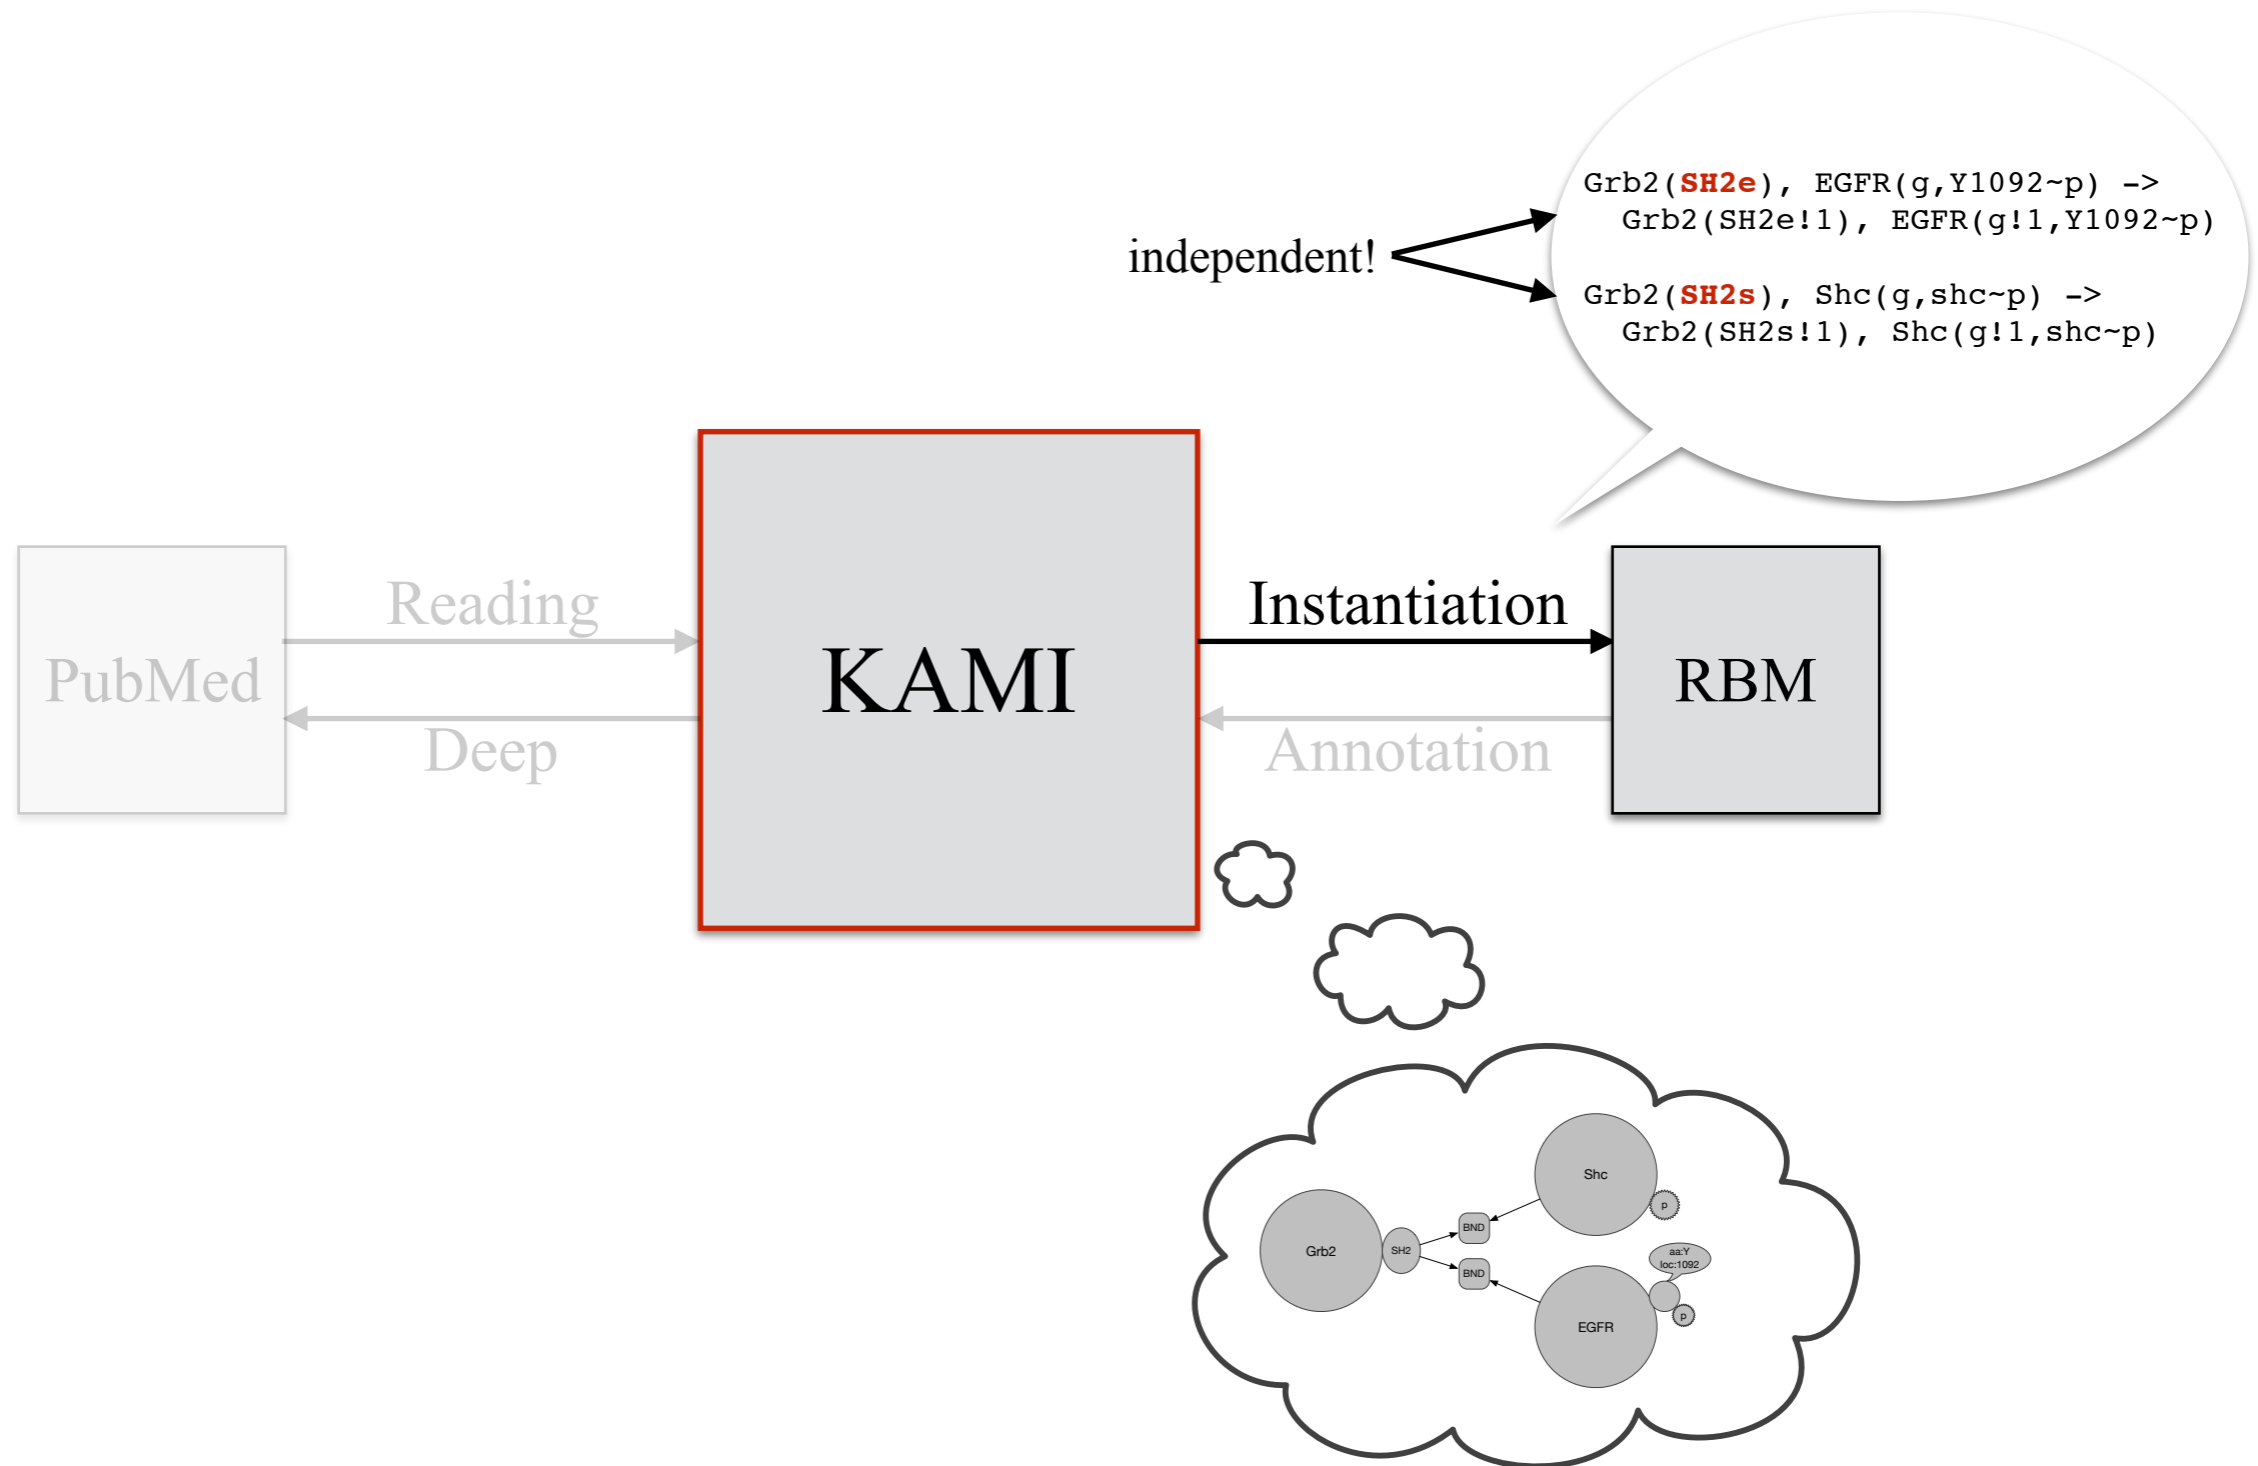 Grb2(SH2e), EGFR(g,Y1092~p) ->
Grb2(SH2e!1), EGFR(g!1,Y1092~p)
independent!
Grb2(SH2s), Shc(g,shc~p) ->
Grb2(SH2s!1), Shc(g!1,shc~p)
PubMed
Reading
Deep
KAMI
Instantiation
Annotation
RBM
Shc
p
BND
Grb2
SH2
BND
aa:Y
loc:1092
p
EGFR